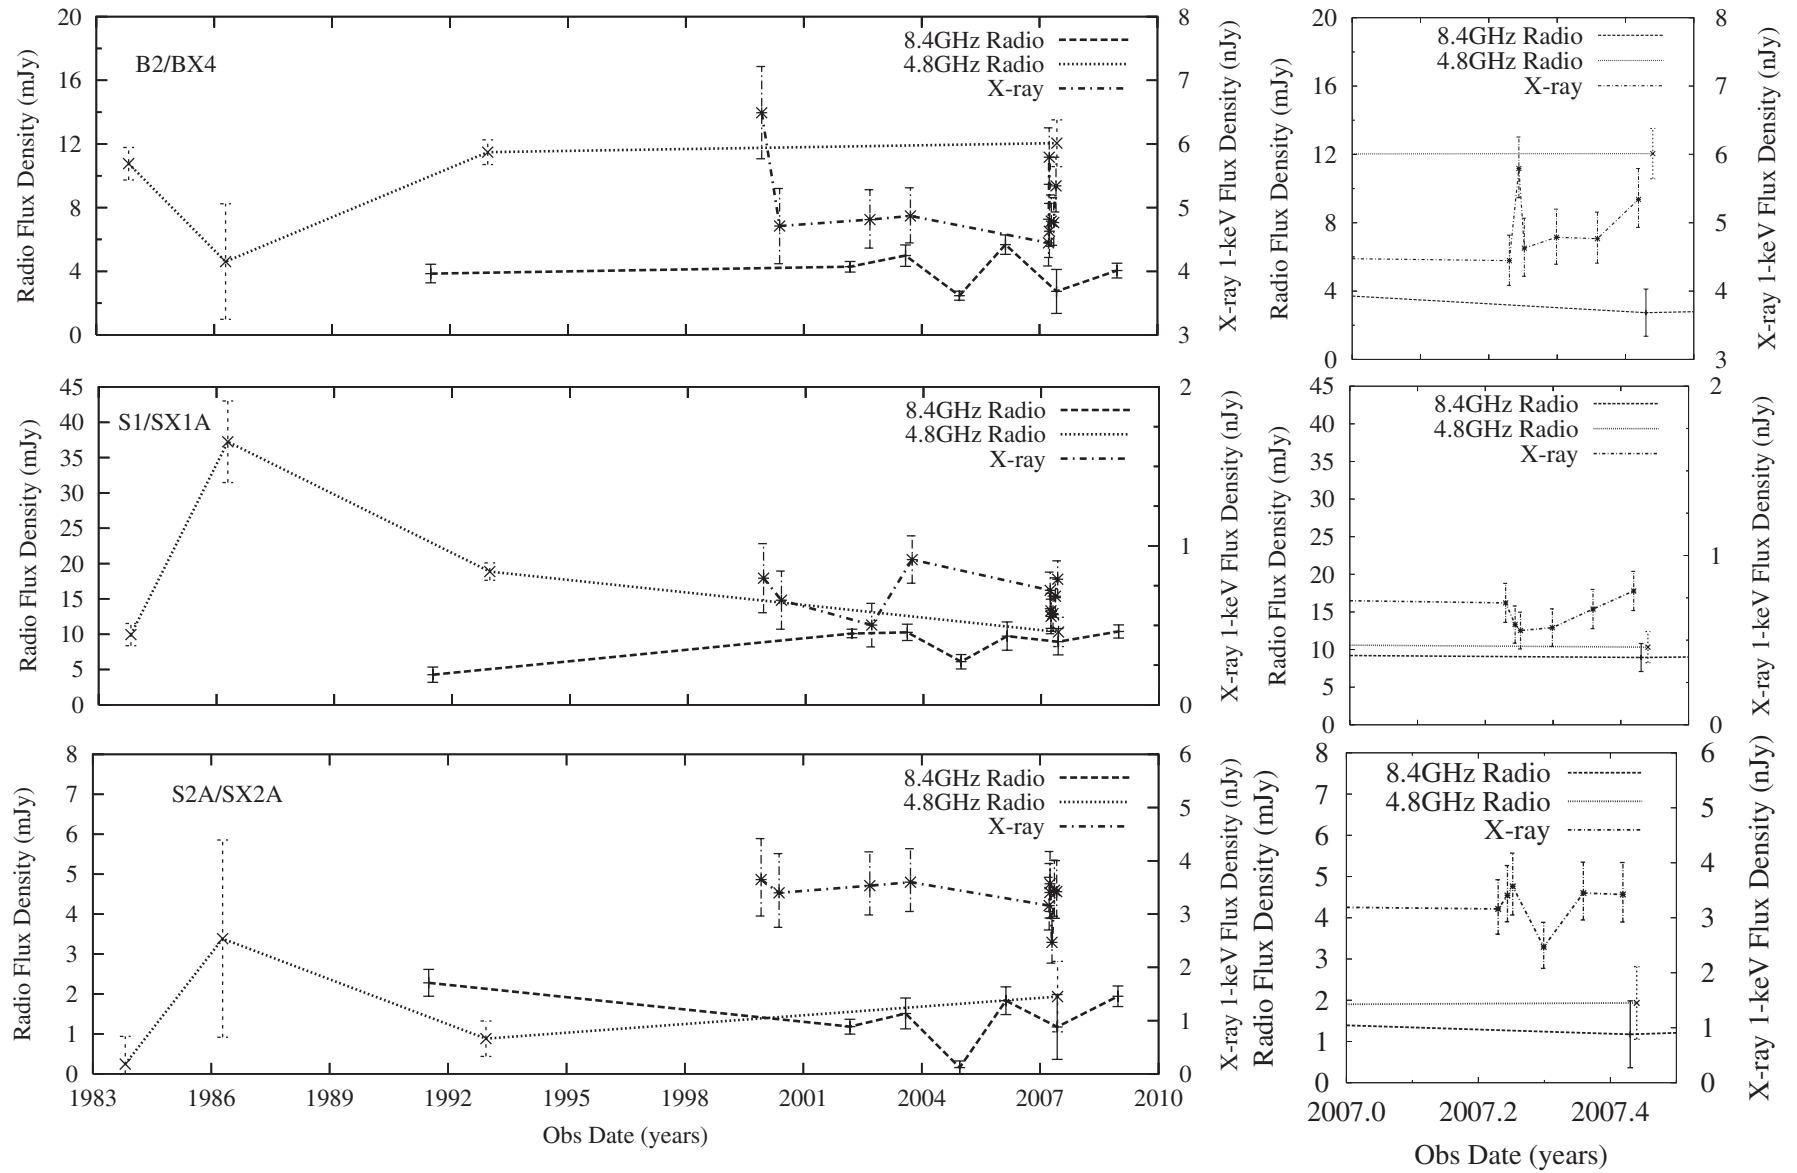 B2/BX4
8.4GHz Radio
4.8GHz Radio
X-ray
Radio Flux Density (mJy)
20
16
12
8
4
0
X-ray 1-keV Flux Density (nJy)
8
7
6
5
4
3
8.4GHz Radio
4.8GHz Radio
X-ray
Radio Flux Density (mJy)
20
16
12
8
4
0
X-ray 1-keV Flux Density (nJy)
8
7
6
5
4
3
S1/SX1A
8.4GHz Radio
4.8GHz Radio
X-ray
Radio Flux Density (mJy)
45
40
35
30
25
20
15
10
5
0
X-ray 1-keV Flux Density (nJy)
2
1
0
8.4GHz Radio
4.8GHz Radio
X-ray
Radio Flux Density (mJy)
45
40
35
30
25
20
15
10
5
0
X-ray 1-keV Flux Density (nJy)
2
1
0
S2A/SX2A
8.4GHz Radio
4.8GHz Radio
X-ray
Radio Flux Density (mJy)
8
7
6
5
4
3
2
1
0
X-ray 1-keV Flux Density (nJy)
6
5
4
3
2
1
0
1983 1986 1989 1992 1995 1998 2001 2004 2007 2010
Obs Date (years)
8.4GHz Radio
4.8GHz Radio
X-ray
Radio Flux Density (mJy)
8
7
6
5
4
3
2
1
0
X-ray 1-keV Flux Density (nJy)
6
5
4
3
2
1
0
2007.0 2007.2 2007.4
Obs Date (years)